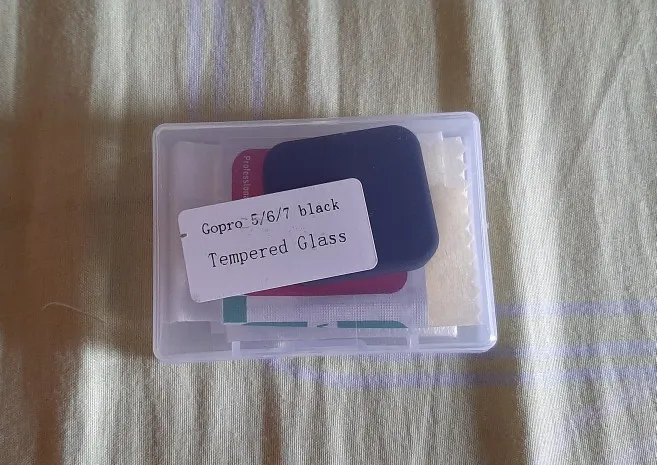 Gopro 5/6/7 black
Tempered Glass